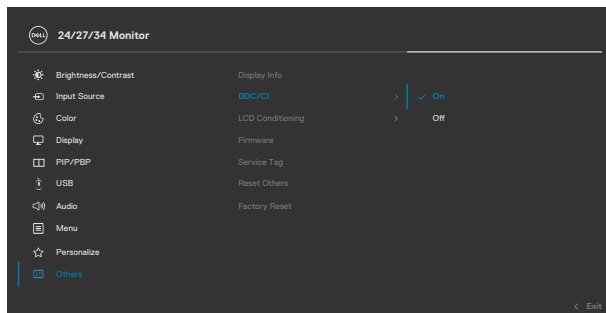 DELL 24/27/34 Monitor
Brightness/Contrast Display Info
Input Source DDC/CI > ✓ On
Color LCD Conditioning > Off
Display Firmware
PIP/PBP Service Tag
USB Reset Others
Audio Factory Reset
Menu
Personalize
Others
< Exit